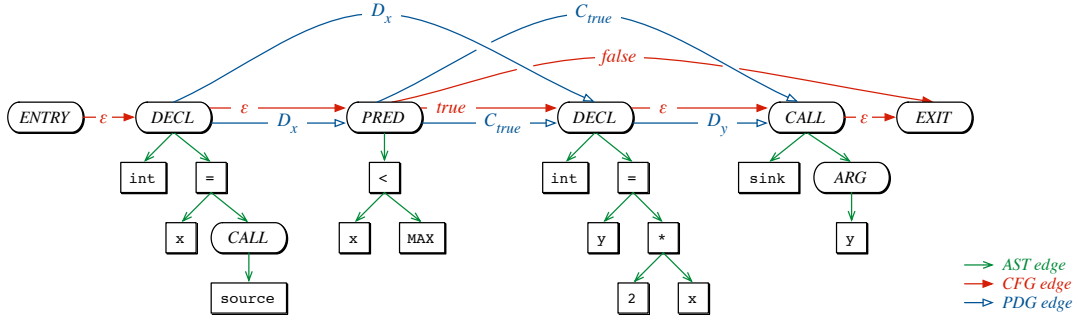 D_x C_true
false
ε ε true ε ε
ENTRY DECL PRED DECL CALL EXIT
D_x C_true D_y
int = < int = sink ARG
x CALL x MAX y * y
source 2 x
AST edge
CFG edge
PDG edge